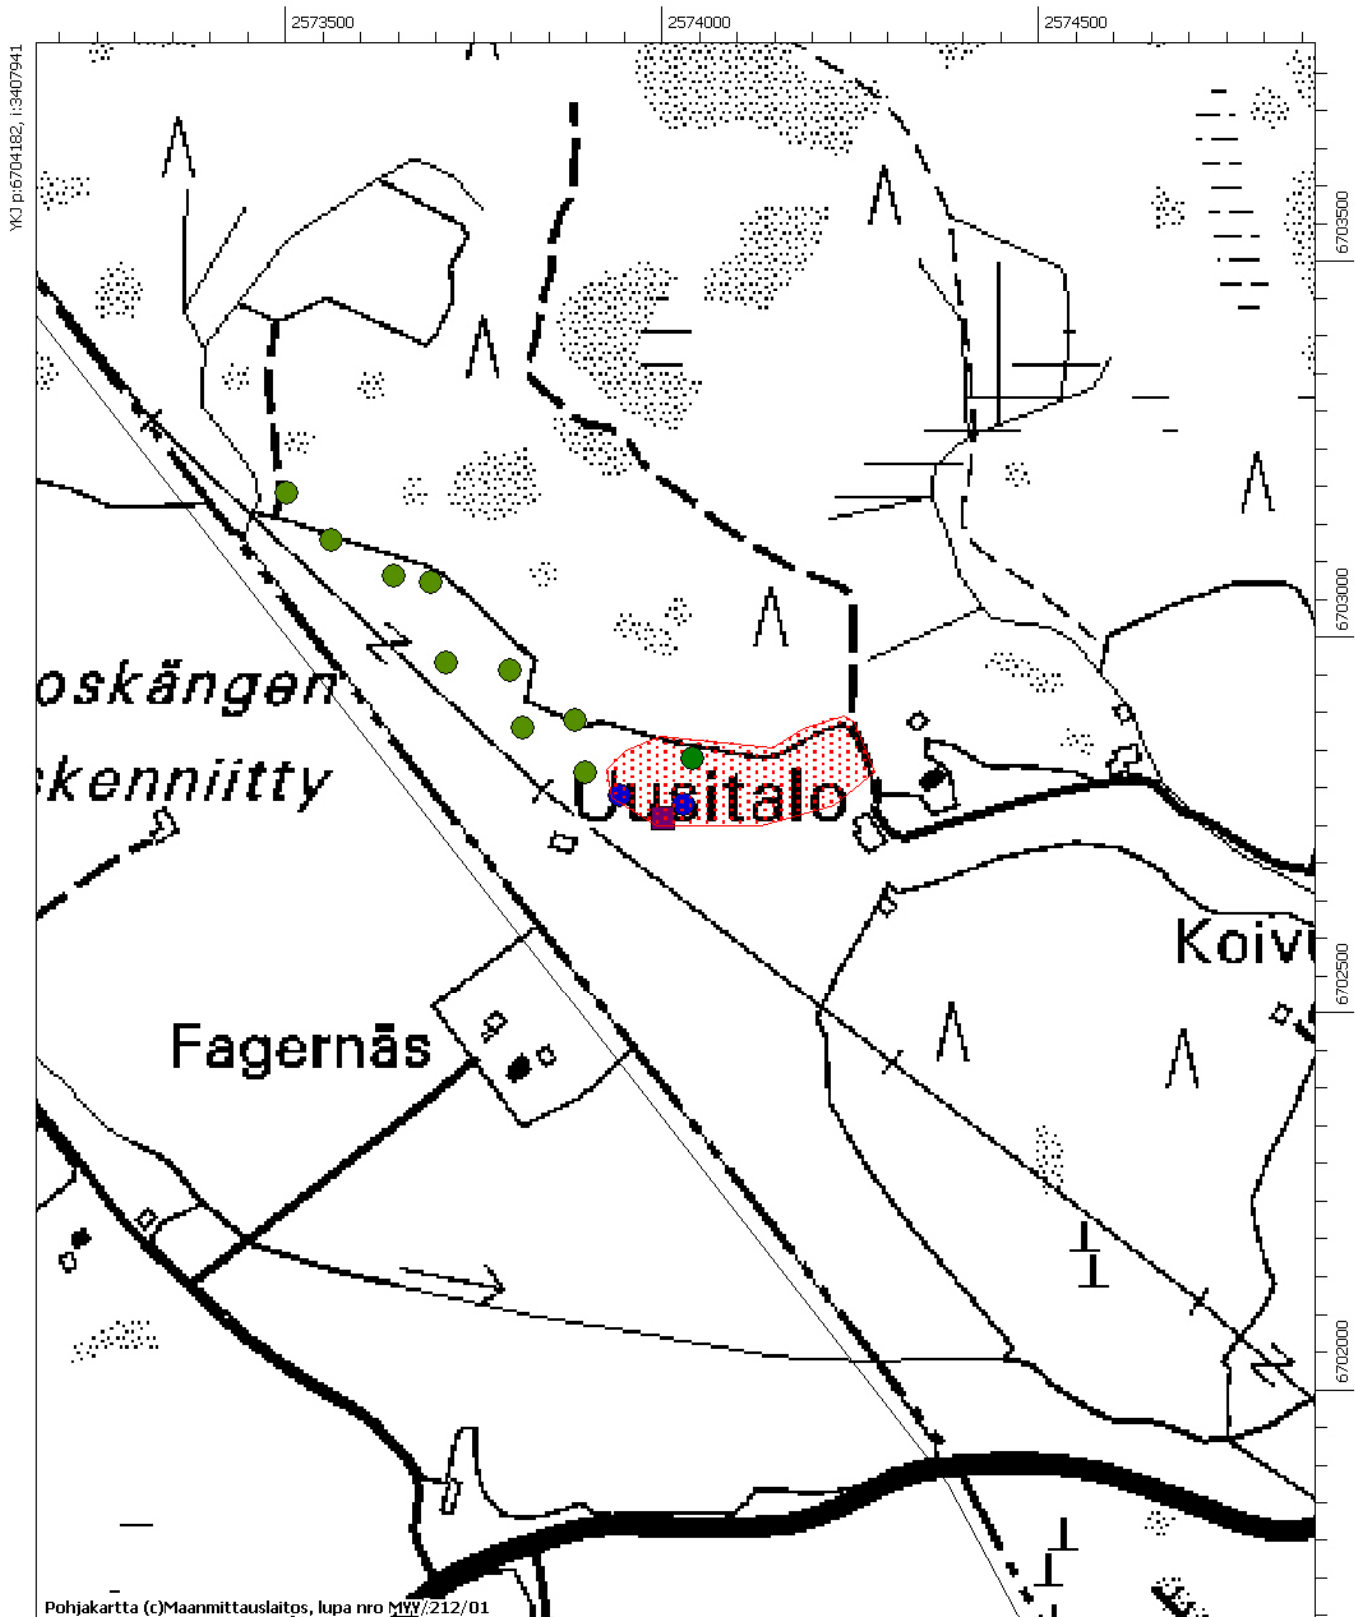 2573500
2574000
2574500
YKJ p:6704182, i:3407941
6703500
6703000
oskängen
kenniitty
Uusitalo
6702500
Koiv
Fagernäs
6702000
Pohjakartta (c)Maanmittauslaitos, lupa nro MYY/212/01